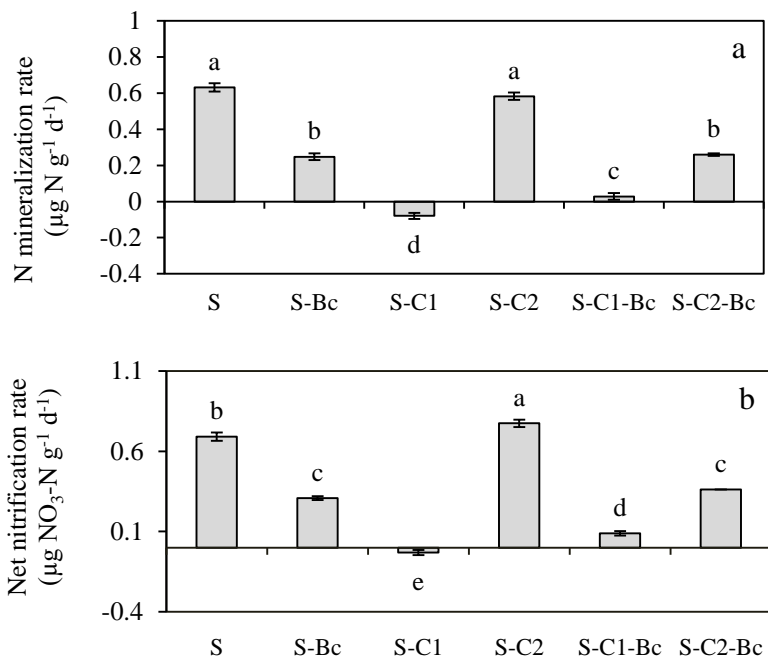 N mineralization rate
(µg N g⁻¹ d⁻¹)
1
0.8
0.6
0.4
0.2
0
-0.2
-0.4
a
a
b
d
a
c
b
S S-Bc S-C1 S-C2 S-C1-Bc S-C2-Bc
Net nitrification rate
(µg NO₃-N g⁻¹ d⁻¹)
1.1
0.6
0.1
-0.4
b
b
c
e
a
d
c
S S-Bc S-C1 S-C2 S-C1-Bc S-C2-Bc